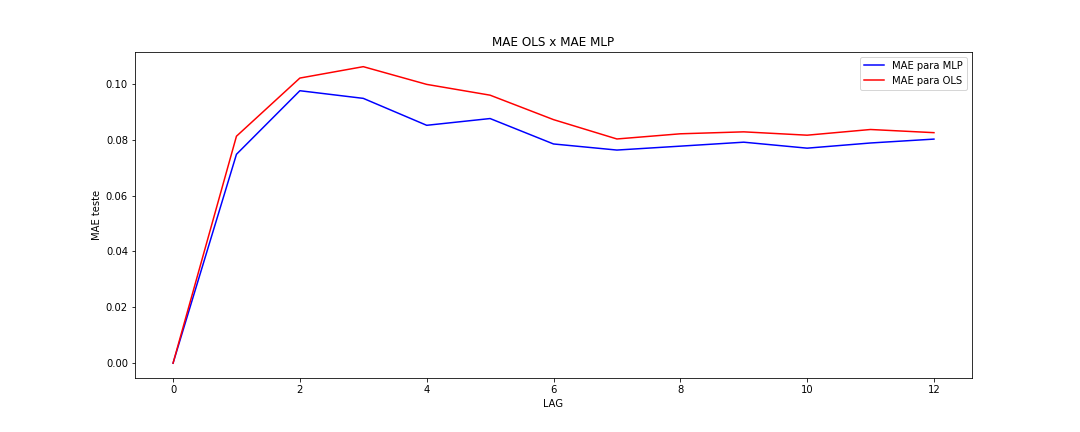 MAE OLS x MAE MLP
MAE para MLP
MAE para OLS
0.10
0.08
0.06
0.04
0.02
0.00
MAE teste
0 2 4 6 8 10 12
LAG